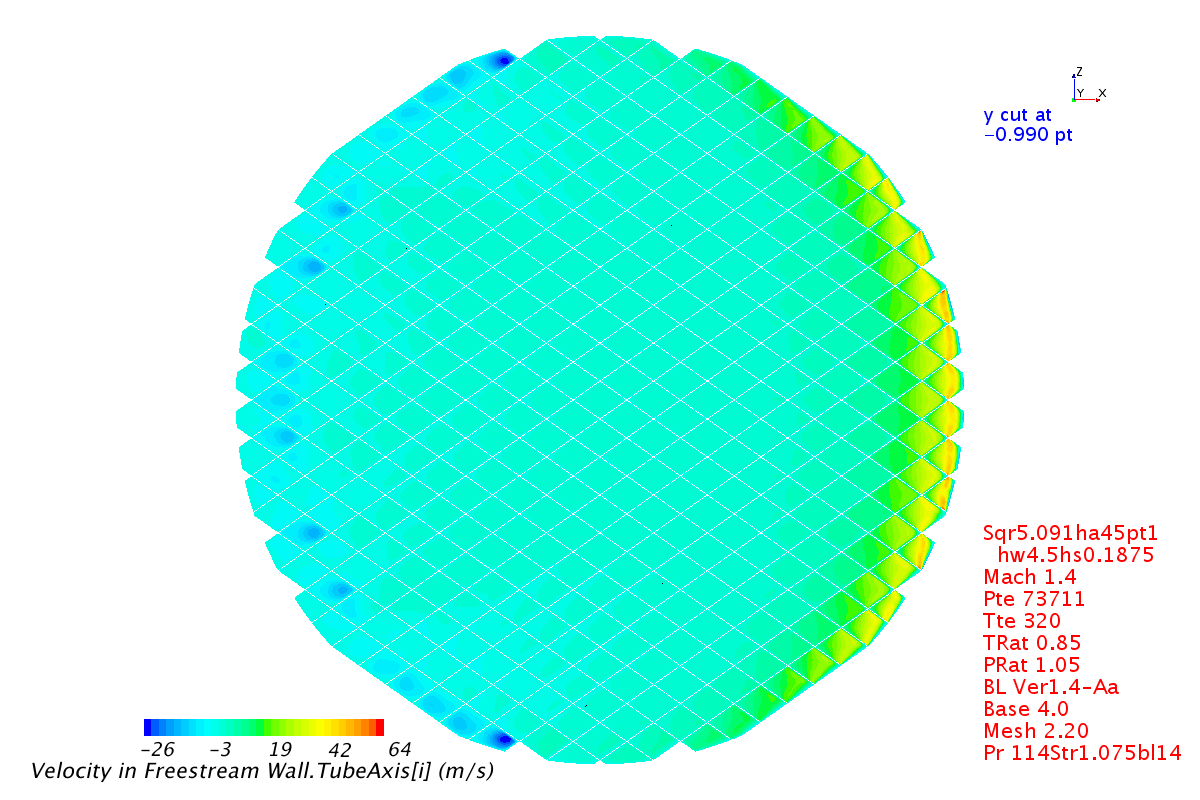 Z
Y X
y cut at
−0.990 pt
Sqr5.091ha45pt1
hw4.5hs0.1875
Mach 1.4
Pte 73711
Tte 320
TRat 0.85
PRat 1.05
BL Ver1.4−Aa
Base 4.0
Mesh 2.20
Pr 114Str1.075bl14
−26 −3 19 42 64
Velocity in Freestream Wall.TubeAxis[i] (m/s)